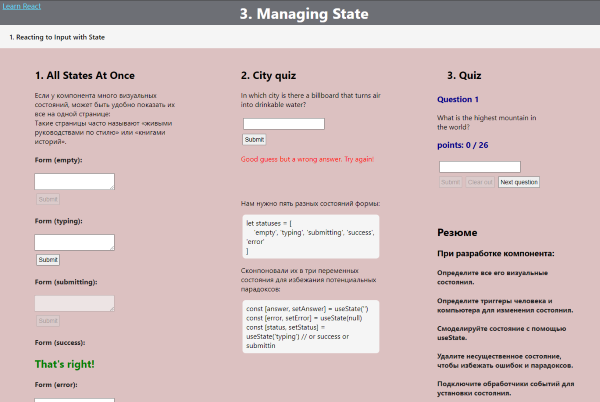 Learn React
3. Managing State
1. Reacting to Input with State
1. All States At Once
Если у компонента много визуальных
состояний, может быть удобно показать их
все на одной странице:
Такие страницы часто называют «живыми
руководствами по стилю» или «книгами
историй».
Form (empty):
Submit
Form (typing):
Submit
Form (submitting):
Submit
Form (success):
That's right!
Form (error):
2. City quiz
In which city is there a billboard that turns air
into drinkable water?
Submit
Good guess but a wrong answer. Try again!
Нам нужно пять разных состояний формы:
let statuses = [
'empty', 'typing', 'submitting', 'success',
'error'
]
Скомпоновали их в три переменных
состояния для избежания потенциальных
парадоксов:
const [answer, setAnswer] = useState('')
const [error, setError] = useState(null)
const [status, setStatus] =
useState('typing') // or success or
submittin
3. Quiz
Question 1
What is the highest mountain in
the world?
points: 0 / 26
Submit Clear out Next question
Резюме
При разработке компонента:
Определите все его визуальные
состояния.
Определите триггеры человека и
компьютера для изменения состояния.
Смоделируйте состояние с помощью
useState.
Удалите несущественное состояние,
чтобы избежать ошибок и парадоксов.
Подключите обработчики событий для
установки состояния.